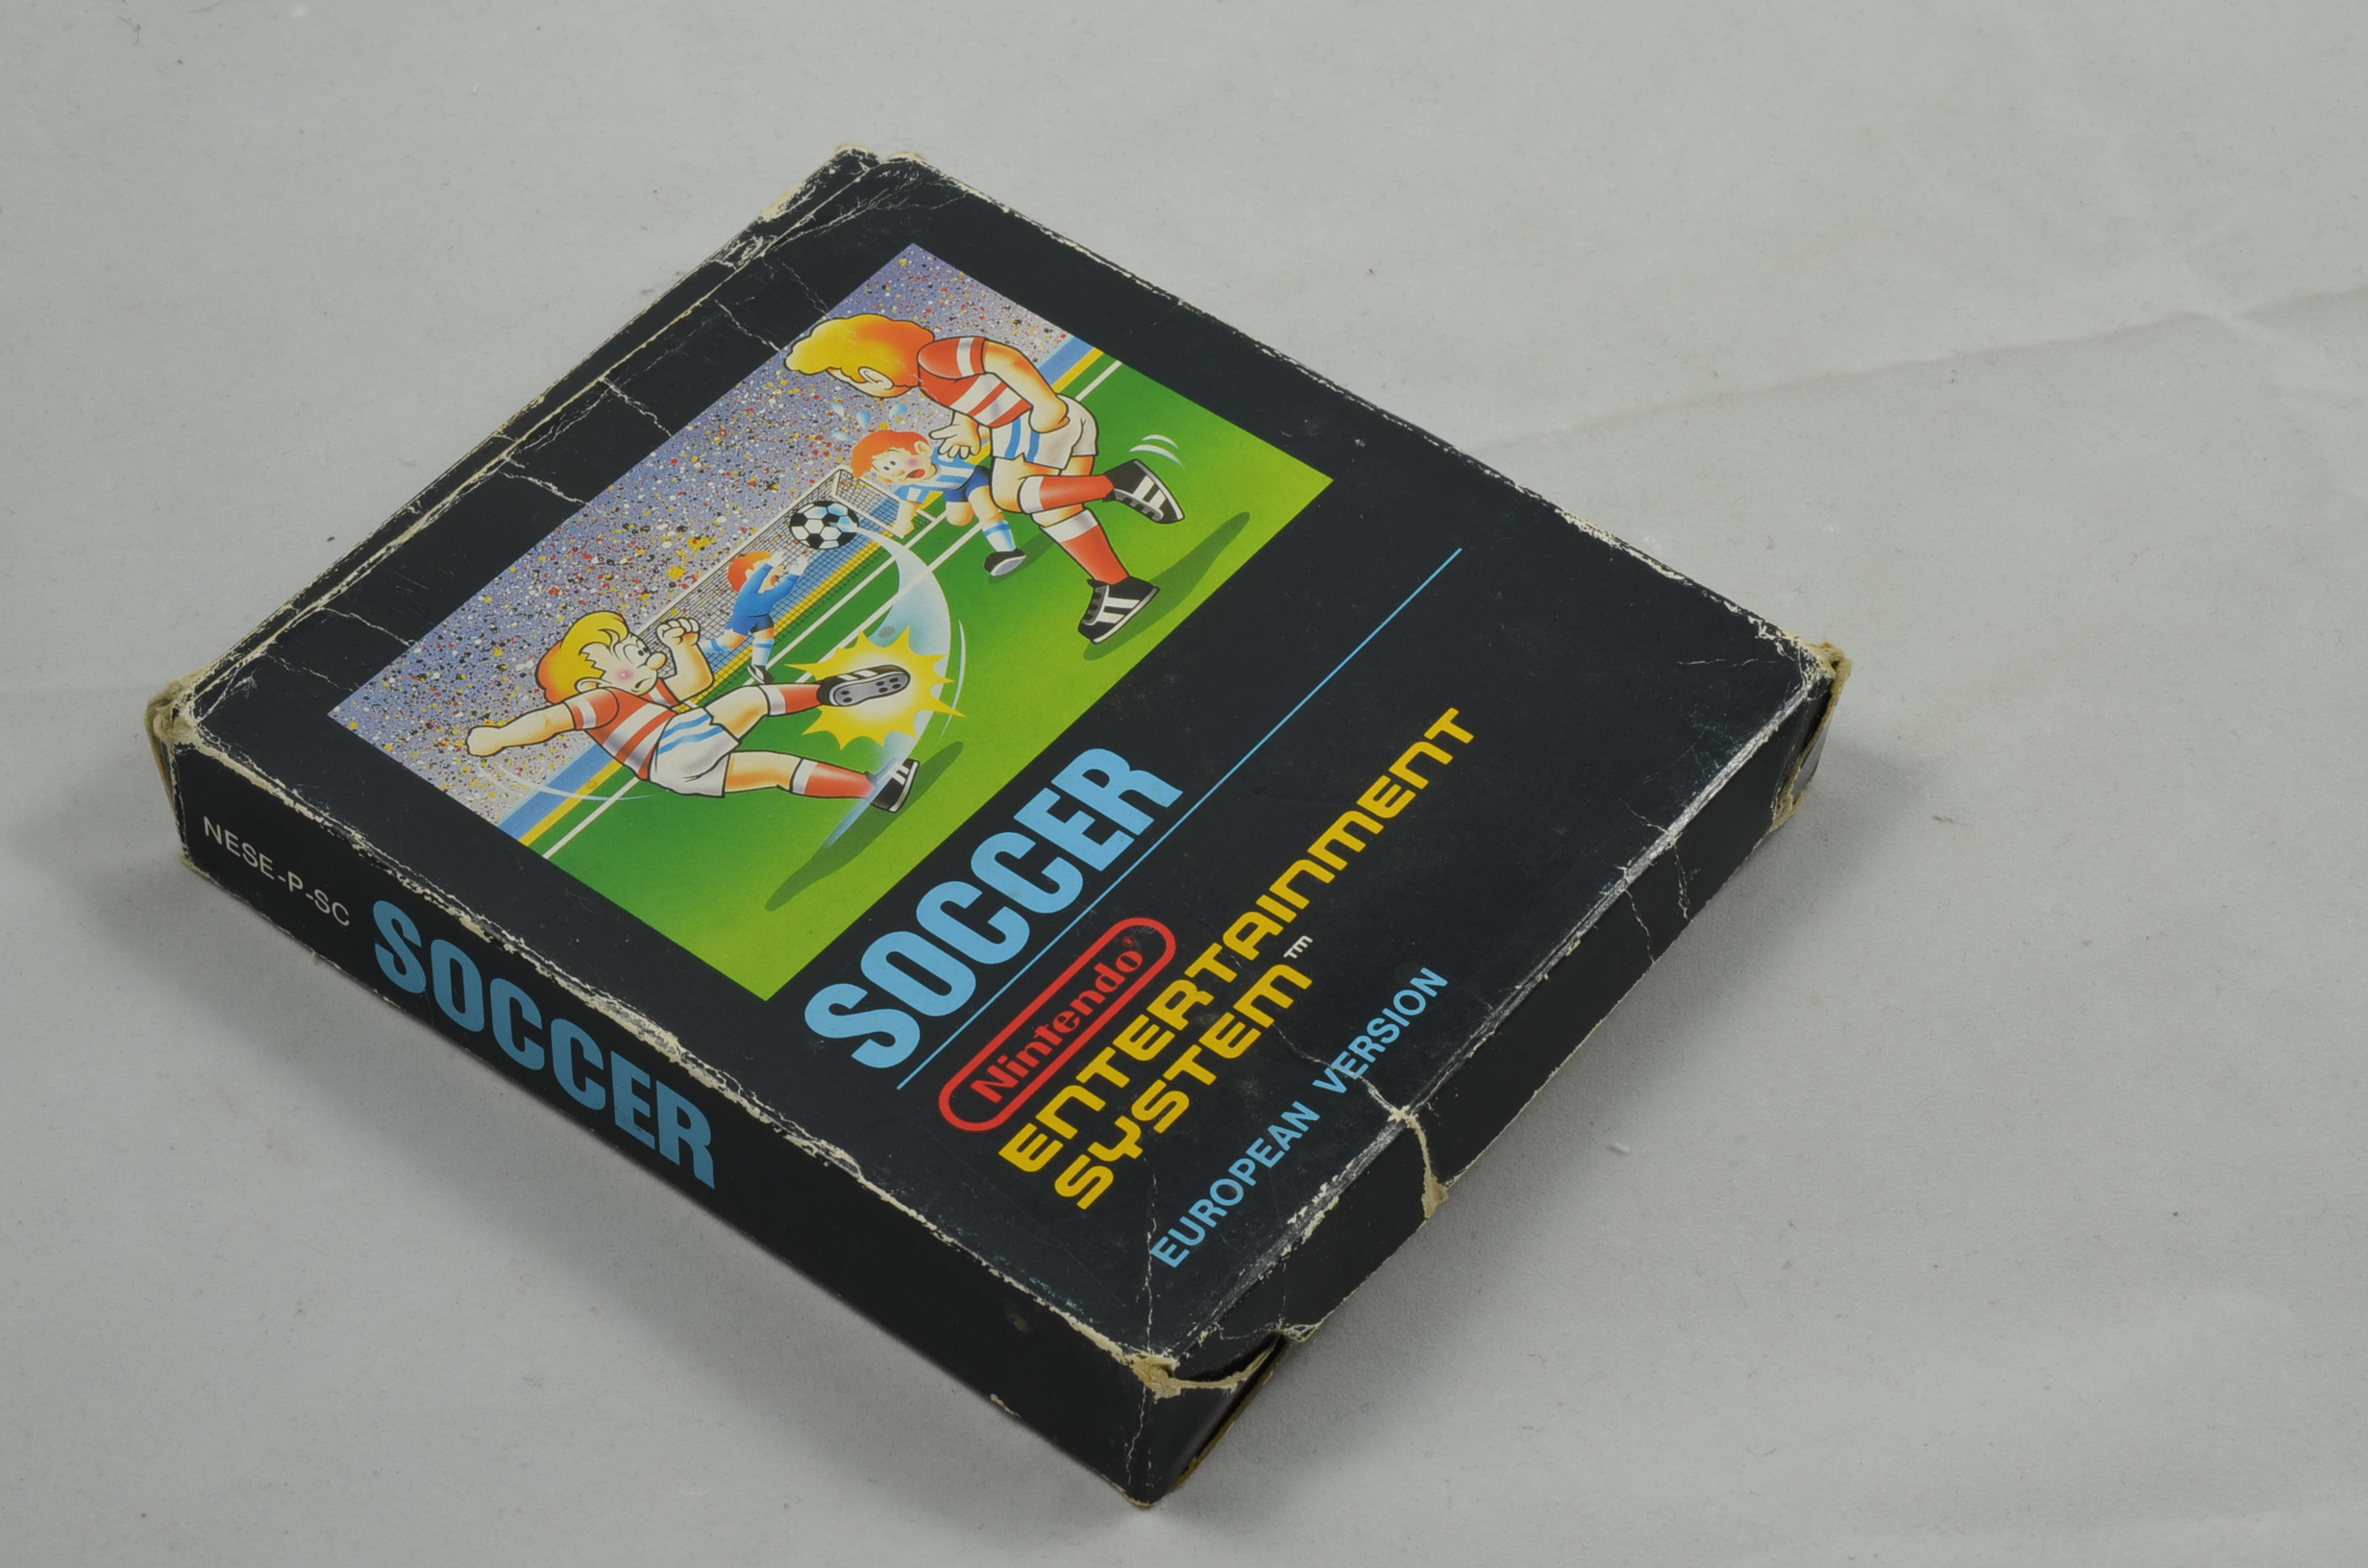 SOCCER
Nintendo®
ENTERTAINMENT
SYSTEM™
EUROPEAN VERSION
NESE-P-SC SOCCER